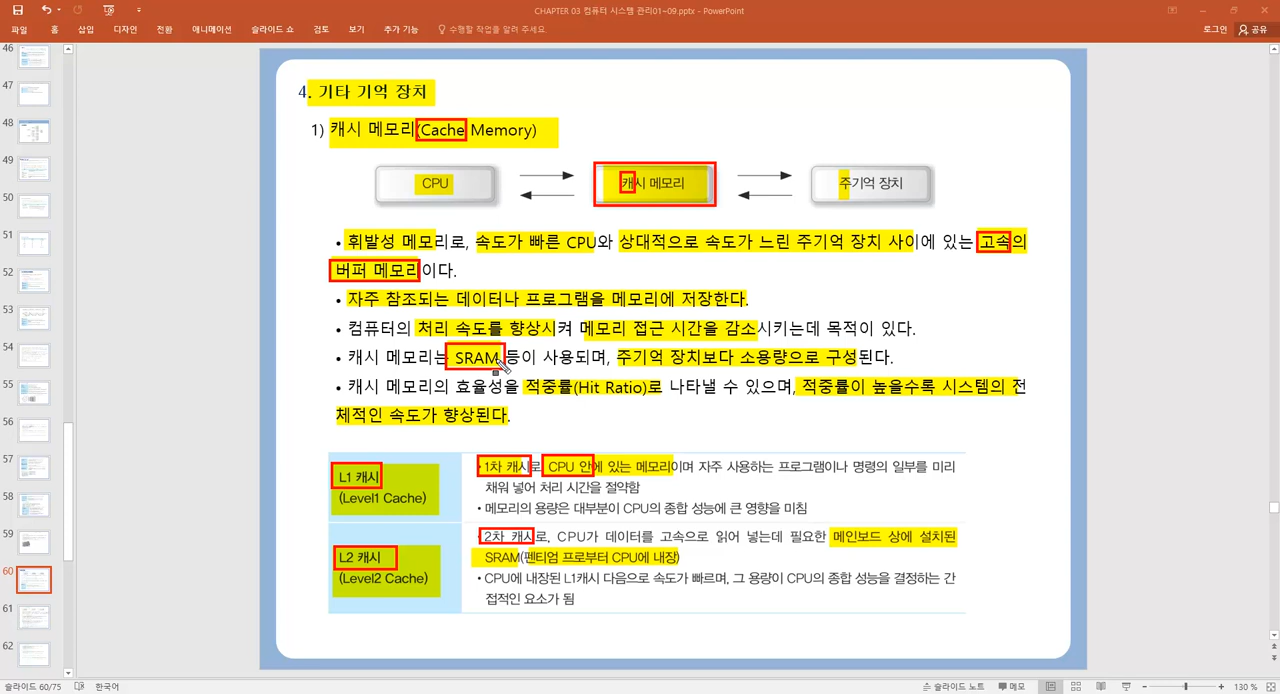 CHAPTER 03 컴퓨터 시스템 관리01~09.pptx - PowerPoint
파일 홈 삽입 디자인 전환 애니메이션 슬라이드 쇼 검토 보기 추가 기능 수행할 작업을 알려 주세요. 로그인 공유
46
47
48
49
50
51
52
53
54
55
56
57
58
59
60
61
62
4. 기타 기억 장치
1) 캐시 메모리(Cache Memory)
CPU 캐시 메모리 주기억 장치
• 휘발성 메모리로, 속도가 빠른 CPU와 상대적으로 속도가 느린 주기억 장치 사이에 있는 고속의
버퍼 메모리이다.
• 자주 참조되는 데이터나 프로그램을 메모리에 저장한다.
• 컴퓨터의 처리 속도를 향상시켜 메모리 접근 시간을 감소시키는데 목적이 있다.
• 캐시 메모리는 SRAM 등이 사용되며, 주기억 장치보다 소용량으로 구성된다.
• 캐시 메모리의 효율성을 적중률(Hit Ratio)로 나타낼 수 있으며, 적중률이 높을수록 시스템의 전
체적인 속도가 향상된다.
L1 캐시
(Level1 Cache)
• 1차 캐시로 CPU 안에 있는 메모리이며 자주 사용하는 프로그램이나 명령의 일부를 미리
채워 넣어 처리 시간을 절약함
• 메모리의 용량은 대부분이 CPU의 종합 성능에 큰 영향을 미침
L2 캐시
(Level2 Cache)
• 2차 캐시로, CPU가 데이터를 고속으로 읽어 넣는데 필요한 메인보드 상에 설치된
SRAM(펜티엄 프로부터 CPU에 내장)
• CPU에 내장된 L1캐시 다음으로 속도가 빠르며, 그 용량이 CPU의 종합 성능을 결정하는 간
접적인 요소가 됨
슬라이드 60/75 한국어 슬라이드 노트 메모 130 %